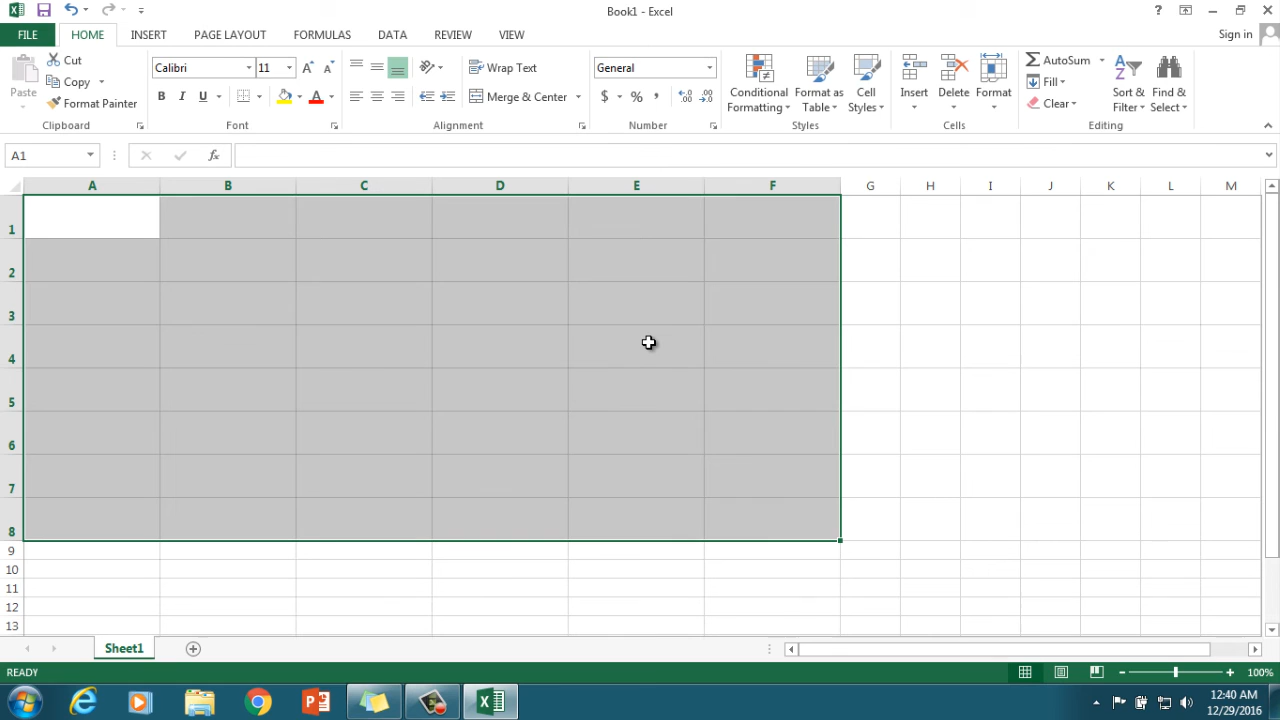 Book1 - Excel
FILE HOME INSERT PAGE LAYOUT FORMULAS DATA REVIEW VIEW Sign in
Paste Cut Copy Format Painter Clipboard
Calibri 11 B I U A Font
Wrap Text Merge & Center Alignment
General $ % , Number
Conditional Formatting Format as Table Cell Styles Styles
Insert Delete Format Cells
AutoSum Fill Clear Sort & Filter Find & Select Editing
A1 fx
A B C D E F G H I J K L M
1
2
3
4
5
6
7
8
9
10
11
12
13
Sheet1
READY 100%
12:40 AM
12/29/2016